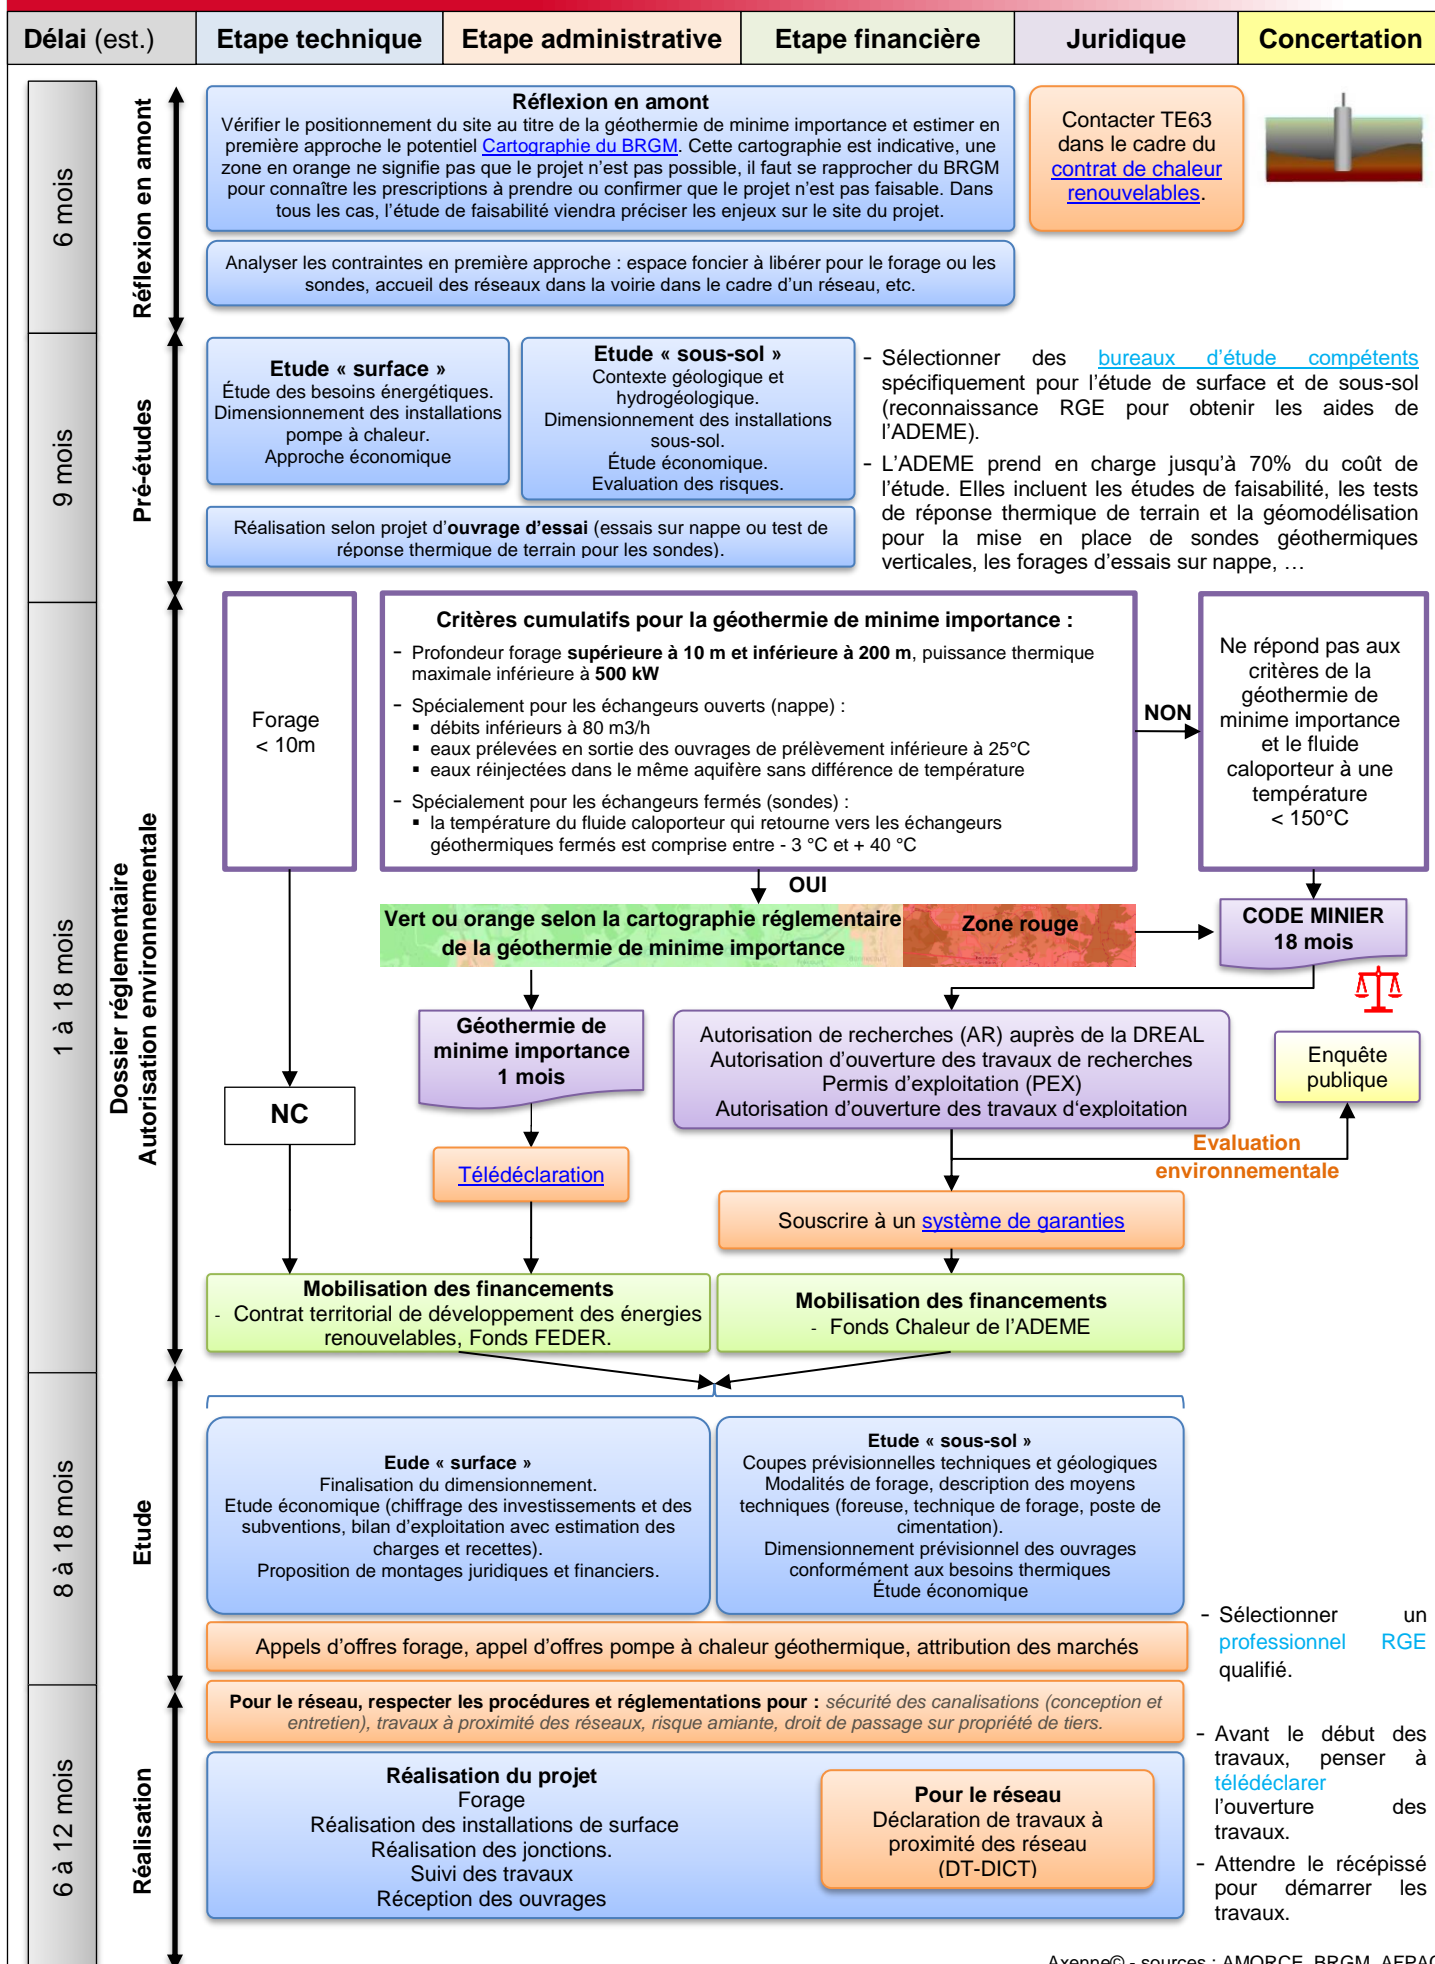 Délai (est.)
Etape technique
Etape administrative
Etape financière
Juridique
Concertation
6 mois
Réflexion en amont
Réflexion en amont
Vérifier le positionnement du site au titre de la géothermie de minime importance et estimer en
première approche le potentiel Cartographie du BRGM. Cette cartographie est indicative, une
zone en orange ne signifie pas que le projet n'est pas possible, il faut se rapprocher du BRGM
pour connaître les prescriptions à prendre ou confirmer que le projet n'est pas faisable. Dans
tous les cas, l'étude de faisabilité viendra préciser les enjeux sur le site du projet.
Contacter TE63
dans le cadre du
contrat de chaleur
renouvelables.
Analyser les contraintes en première approche : espace foncier à libérer pour le forage ou les
sondes, accueil des réseaux dans la voirie dans le cadre d'un réseau, etc.
9 mois
Pré-études
Etude « surface »
Étude des besoins énergétiques.
Dimensionnement des installations
pompe à chaleur.
Approche économique
Etude « sous-sol »
Contexte géologique et
hydrogéologique.
Dimensionnement des installations
sous-sol.
Étude économique.
Evaluation des risques.
Réalisation selon projet d'ouvrage d'essai (essais sur nappe ou test de
réponse thermique de terrain pour les sondes).
- Sélectionner des bureaux d'étude compétents
spécifiquement pour l'étude de surface et de sous-sol
(reconnaissance RGE pour obtenir les aides de
l'ADEME).
- L'ADEME prend en charge jusqu'à 70% du coût de
l'étude. Elles incluent les études de faisabilité, les tests
de réponse thermique de terrain et la géomodélisation
pour la mise en place de sondes géothermiques
verticales, les forages d'essais sur nappe, …
1 à 18 mois
Dossier réglementaire
Autorisation environnementale
Forage
< 10m
Critères cumulatifs pour la géothermie de minime importance :
- Profondeur forage supérieure à 10 m et inférieure à 200 m, puissance thermique
maximale inférieure à 500 kW
- Spécialement pour les échangeurs ouverts (nappe) :
▪ débits inférieurs à 80 m3/h
▪ eaux prélevées en sortie des ouvrages de prélèvement inférieure à 25°C
▪ eaux réinjectées dans le même aquifère sans différence de température
- Spécialement pour les échangeurs fermés (sondes) :
▪ la température du fluide caloporteur qui retourne vers les échangeurs
géothermiques fermés est comprise entre - 3 °C et + 40 °C
NON
Ne répond pas aux
critères de la
géothermie de
minime importance
et le fluide
caloporteur à une
température
< 150°C
OUI
Vert ou orange selon la cartographie réglementaire
de la géothermie de minime importance
Zone rouge
CODE MINIER
18 mois
Géothermie de
minime importance
1 mois
Autorisation de recherches (AR) auprès de la DREAL
Autorisation d'ouverture des travaux de recherches
Permis d'exploitation (PEX)
Autorisation d'ouverture des travaux d'exploitation
Enquête
publique
NC
Evaluation
environnementale
Télédéclaration
Souscrire à un système de garanties
Mobilisation des financements
- Contrat territorial de développement des énergies
renouvelables, Fonds FEDER.
Mobilisation des financements
- Fonds Chaleur de l'ADEME
8 à 18 mois
Etude
Eude « surface »
Finalisation du dimensionnement.
Etude économique (chiffrage des investissements et des
subventions, bilan d'exploitation avec estimation des
charges et recettes).
Proposition de montages juridiques et financiers.
Etude « sous-sol »
Coupes prévisionnelles techniques et géologiques
Modalités de forage, description des moyens
techniques (foreuse, technique de forage, poste de
cimentation).
Dimensionnement prévisionnel des ouvrages
conformément aux besoins thermiques
Étude économique
Appels d'offres forage, appel d'offres pompe à chaleur géothermique, attribution des marchés
- Sélectionner un
professionnel RGE
qualifié.
6 à 12 mois
Réalisation
Pour le réseau, respecter les procédures et réglementations pour : sécurité des canalisations (conception et
entretien), travaux à proximité des réseaux, risque amiante, droit de passage sur propriété de tiers.
Réalisation du projet
Forage
Réalisation des installations de surface
Réalisation des jonctions.
Suivi des travaux
Réception des ouvrages
Pour le réseau
Déclaration de travaux à
proximité des réseau
(DT-DICT)
- Avant le début des
travaux, penser à
télédéclarer
l'ouverture des
travaux.
- Attendre le récépissé
pour démarrer les
travaux.
Axenne© - sources : AMORCE, BRGM, AFPAC